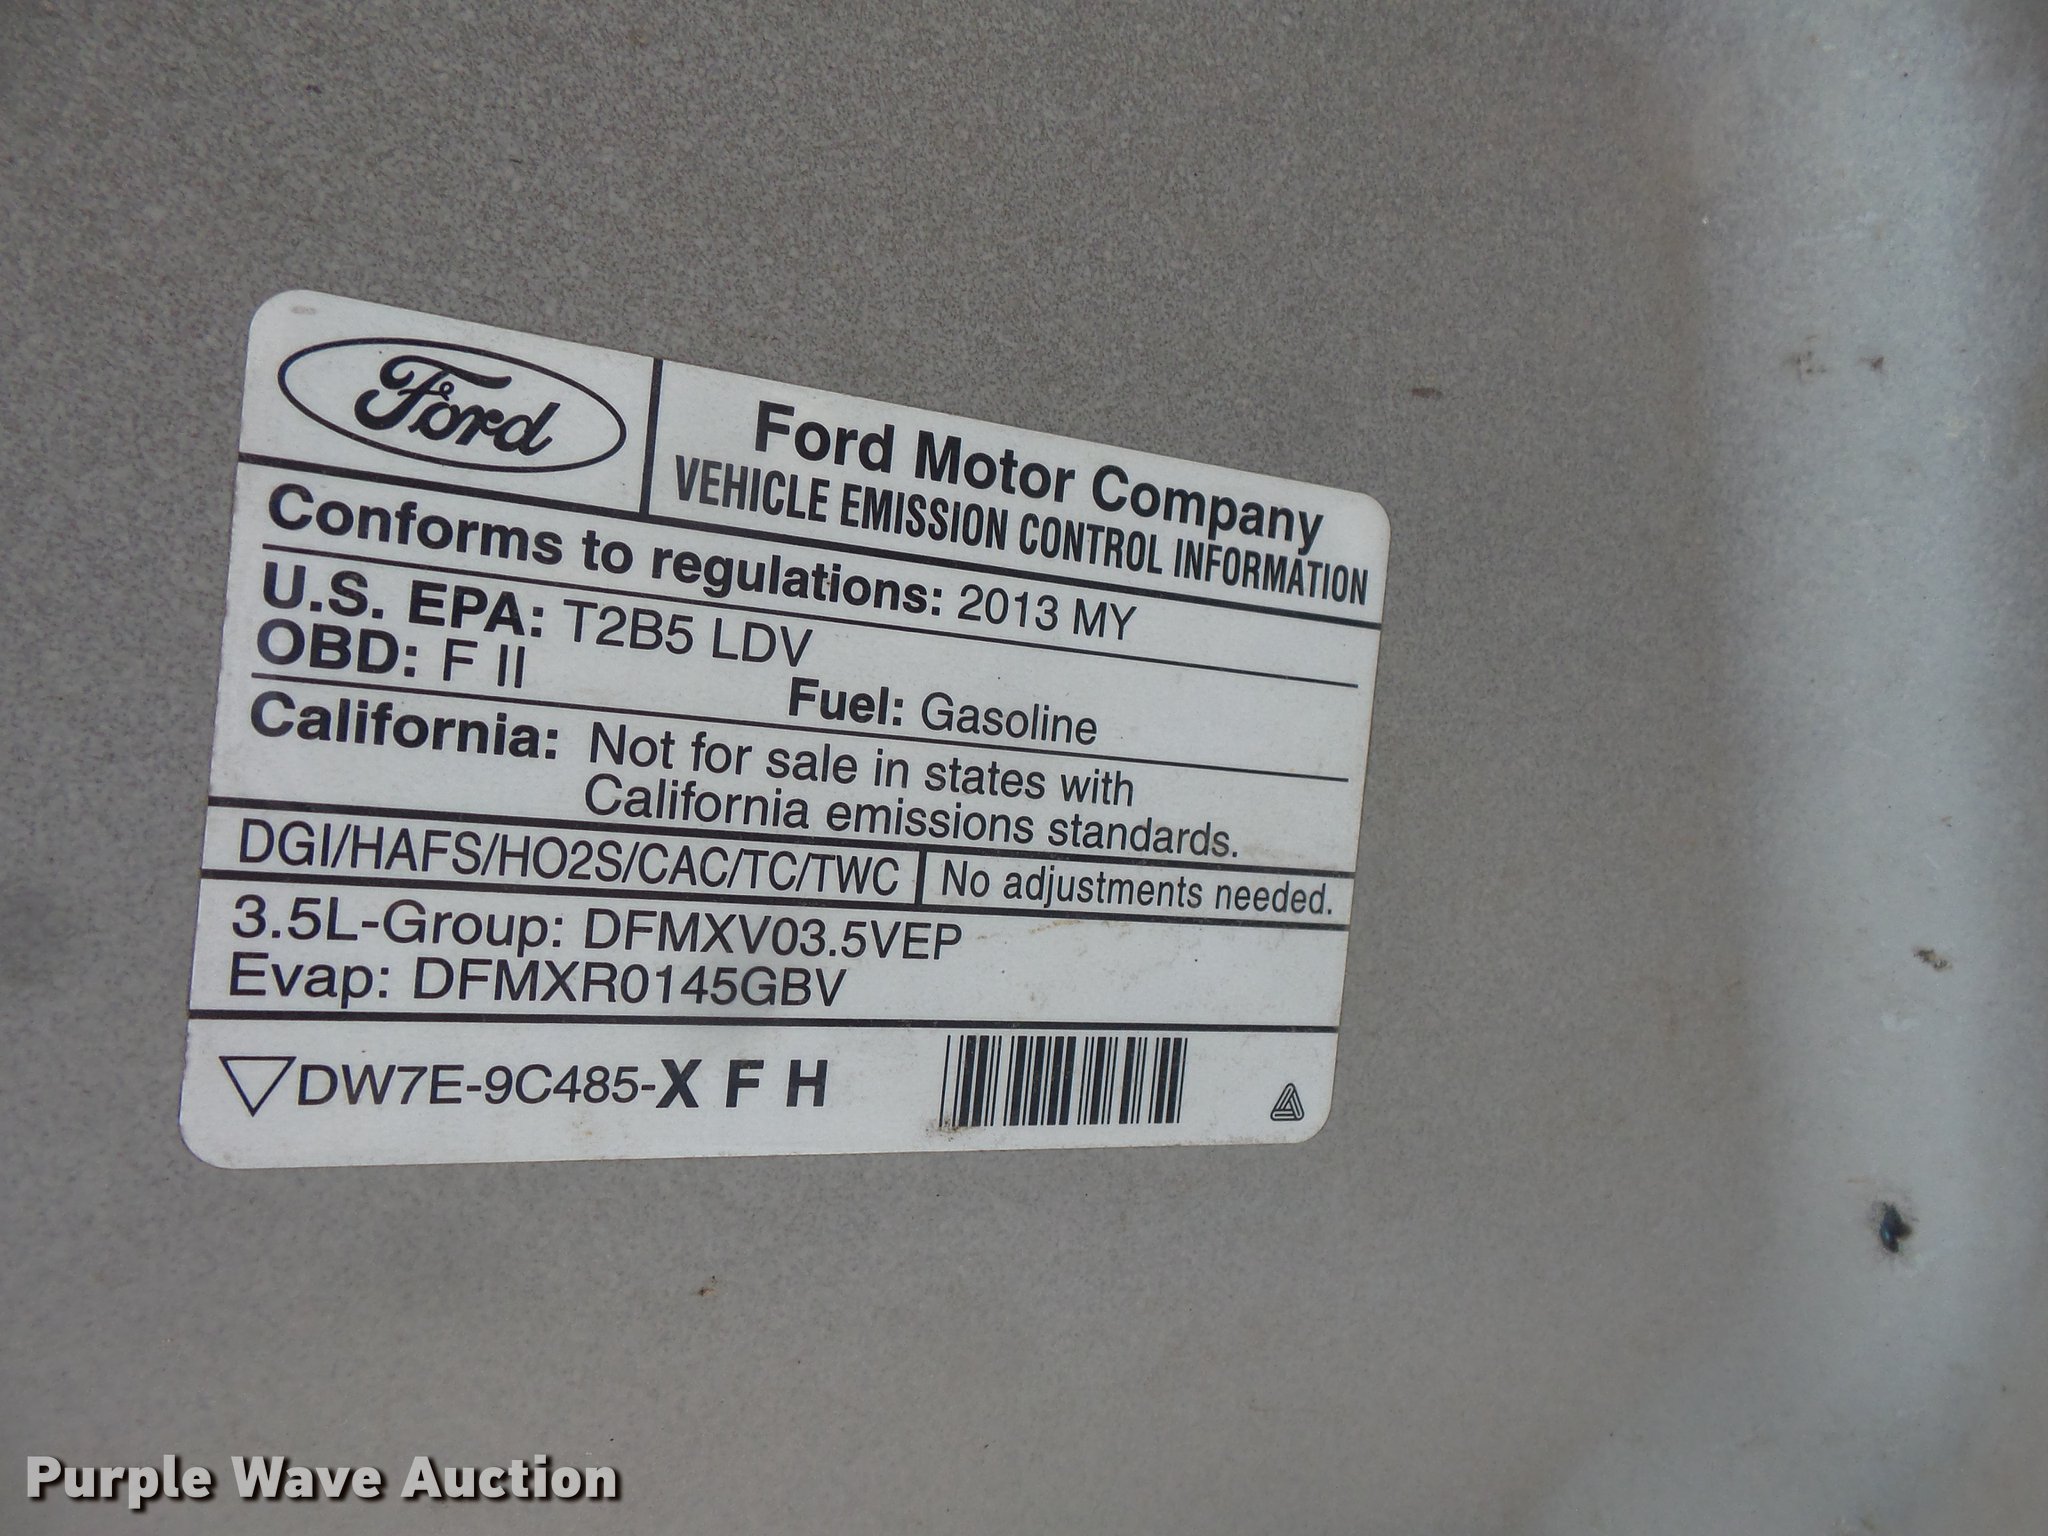 Ford
Ford Motor Company
VEHICLE EMISSION CONTROL INFORMATION
Conforms to regulations: 2013 MY
U.S. EPA: T2B5 LDV
OBD: F II
Fuel: Gasoline
California: Not for sale in states with
California emissions standards.
DGI/HAFS/HO2S/CAC/TC/TWC
No adjustments needed.
3.5L-Group: DFMXV03.5VEP
Evap: DFMXR0145GBV
DW7E-9C485-X F H
Purple Wave Auction